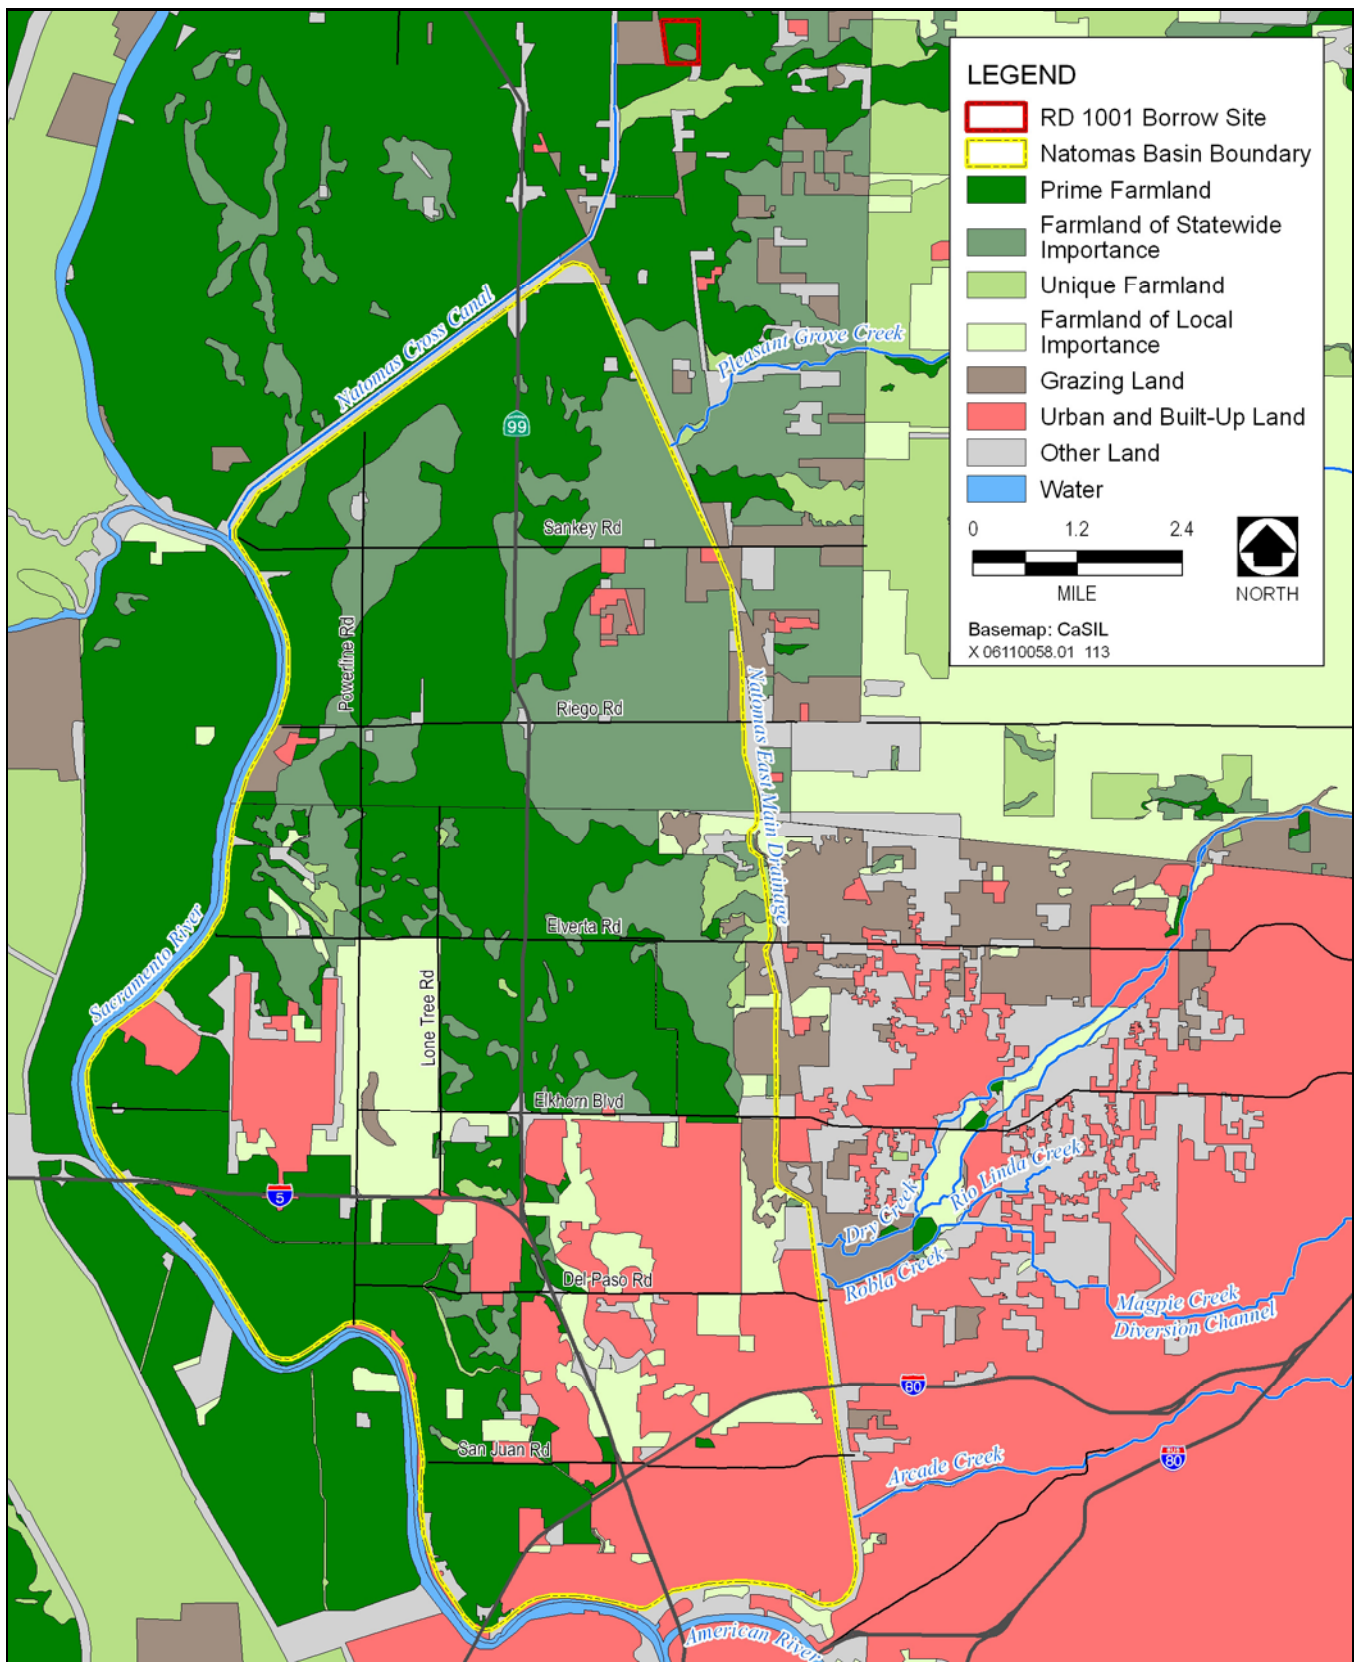 LEGEND
RD 1001 Borrow Site
Natomas Basin Boundary
Prime Farmland
Farmland of Statewide
Importance
Unique Farmland
Farmland of Local
Importance
Grazing Land
Urban and Built-Up Land
Other Land
Water
0 1.2 2.4
MILE
NORTH
Basemap: CaSIL
X 06110058.01 113
Natomas Cross Canal
Pleasant Grove Creek
99
Sankey Rd
Powerline Rd
Riego Rd
Natomas East Main Drainage
Sacramento River
Elverta Rd
Lone Tree Rd
Elkhorn Blvd
5
Dry Creek
Rio Linda Creek
Robla Creek
Del Paso Rd
Magpie Creek
Diversion Channel
80
San Juan Rd
Arcade Creek
BUS
80
American River